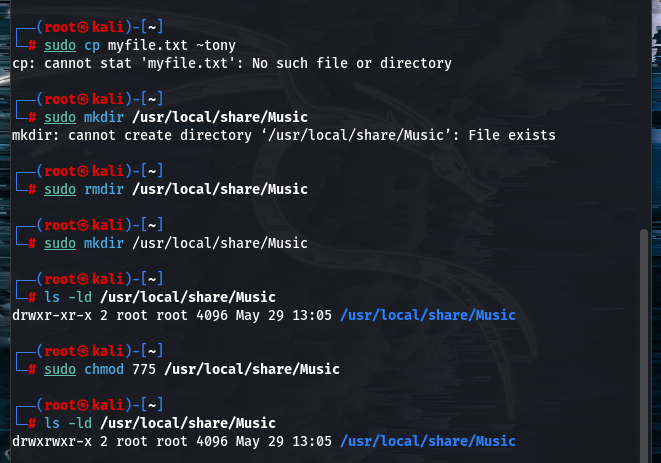 ┌──(root㉿kali)-[~]
└─# sudo cp myfile.txt ~tony
cp: cannot stat 'myfile.txt': No such file or directory
┌──(root㉿kali)-[~]
└─# sudo mkdir /usr/local/share/Music
mkdir: cannot create directory ‘/usr/local/share/Music’: File exists
┌──(root㉿kali)-[~]
└─# sudo rmdir /usr/local/share/Music
┌──(root㉿kali)-[~]
└─# sudo mkdir /usr/local/share/Music
┌──(root㉿kali)-[~]
└─# ls -ld /usr/local/share/Music
drwxr-xr-x 2 root root 4096 May 29 13:05 /usr/local/share/Music
┌──(root㉿kali)-[~]
└─# sudo chmod 775 /usr/local/share/Music
┌──(root㉿kali)-[~]
└─# ls -ld /usr/local/share/Music
drwxrwxr-x 2 root root 4096 May 29 13:05 /usr/local/share/Music